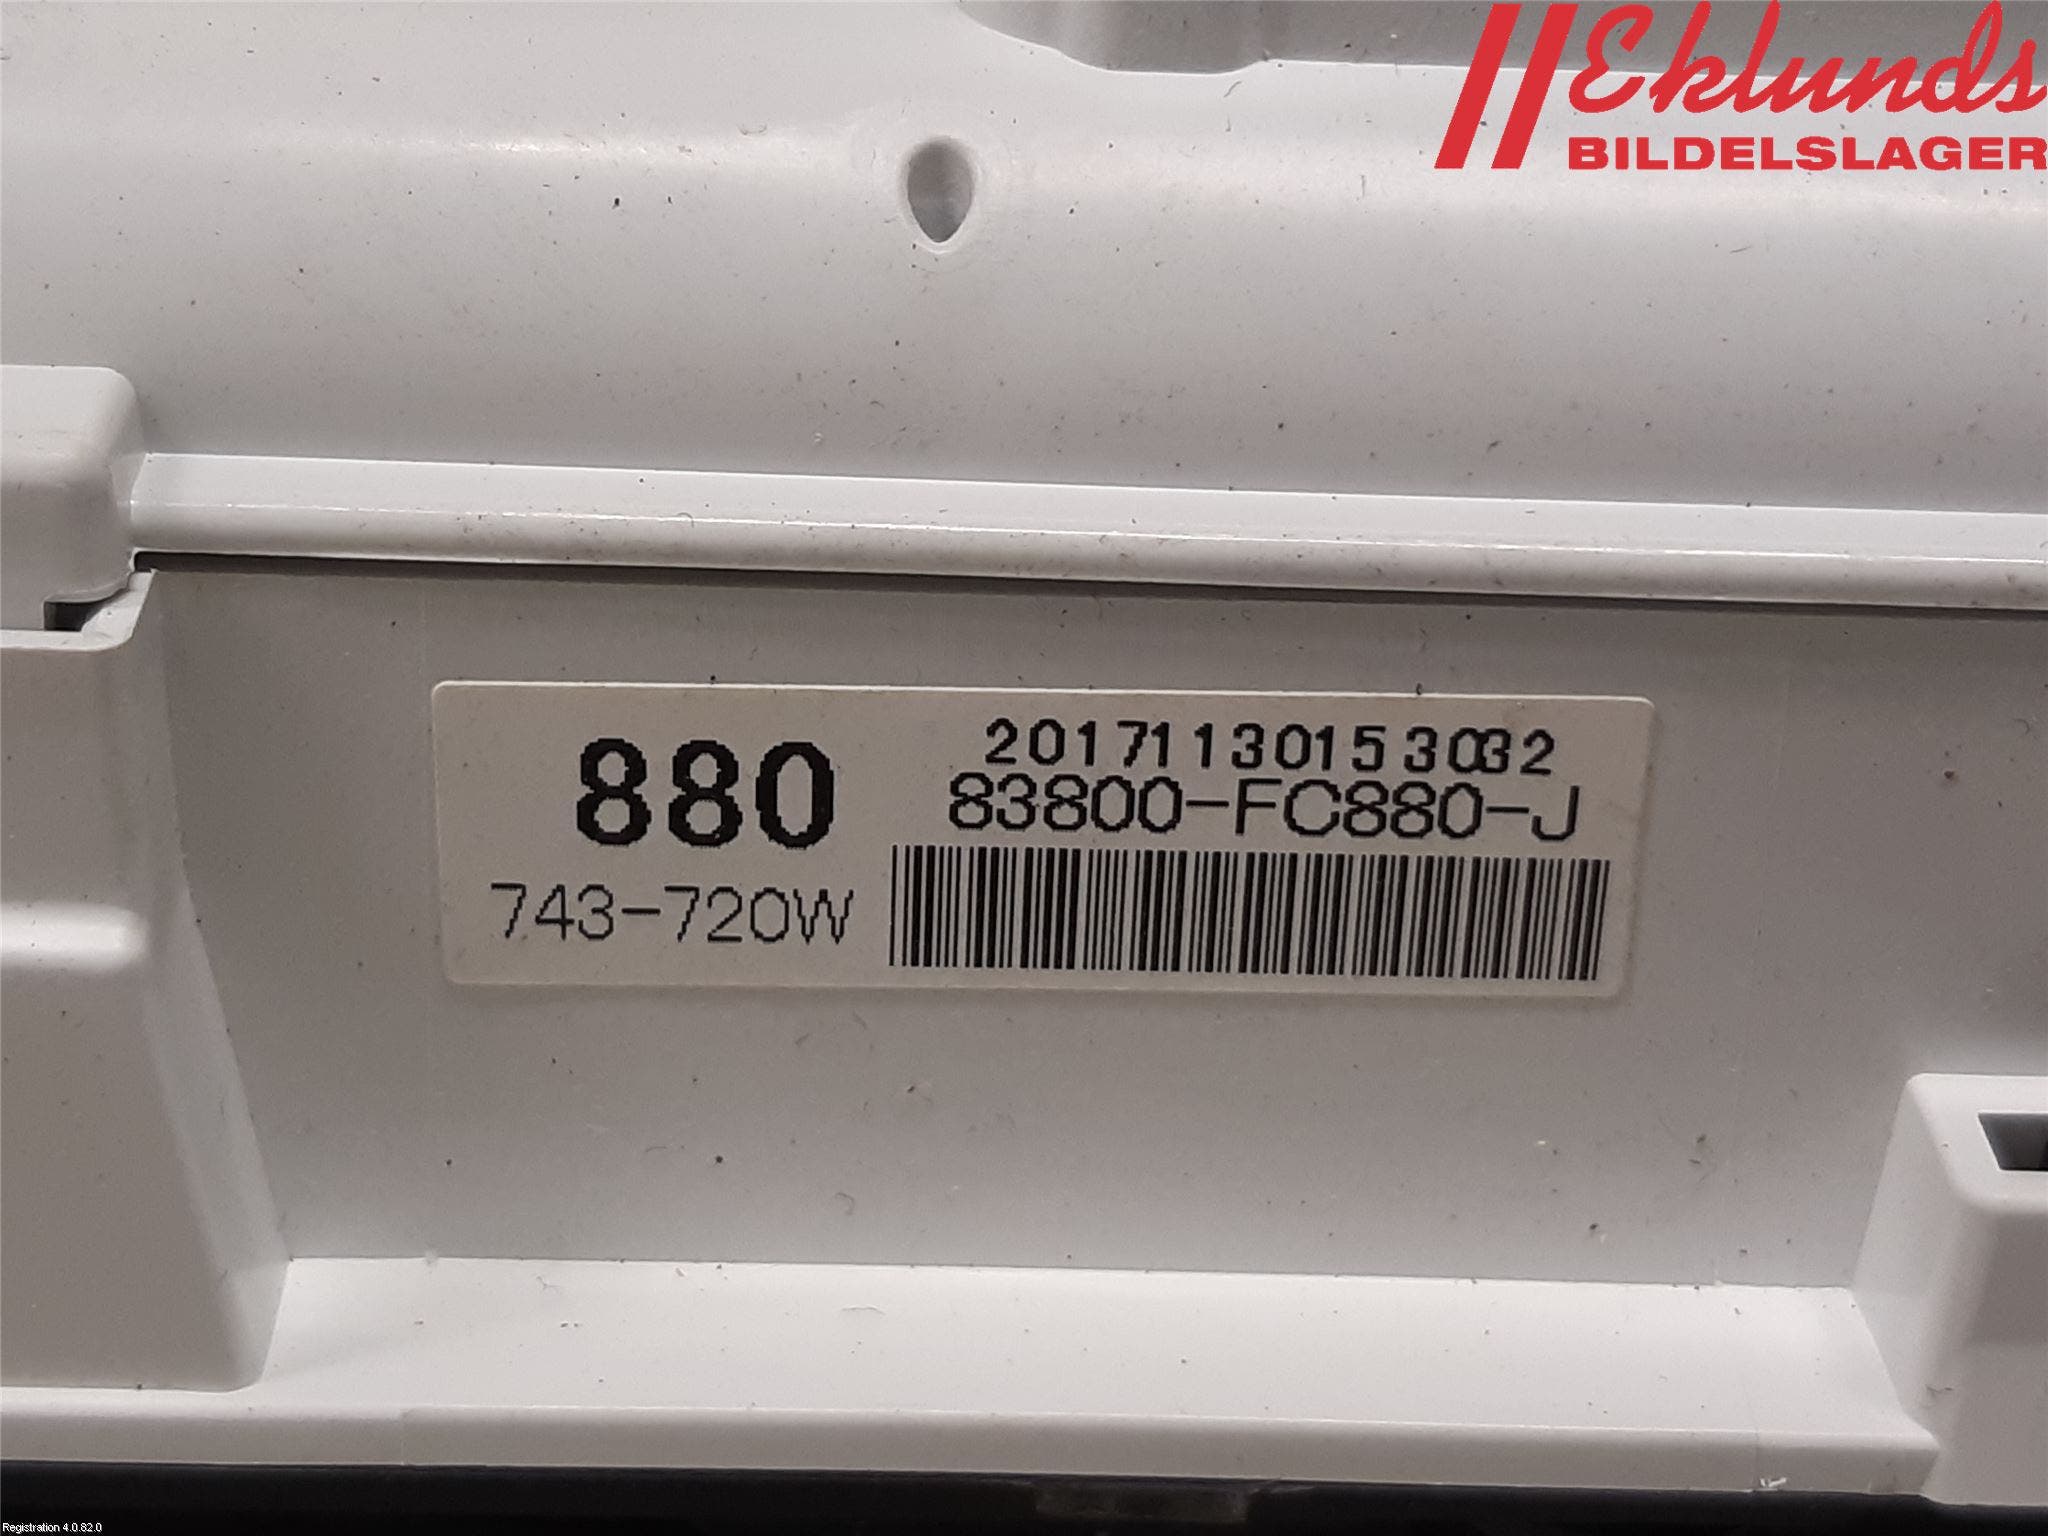 Eklunds
BILDELSLAGER
880
20171130153032
83800-FC880-J
743-720W
Registration 4.0.82.0